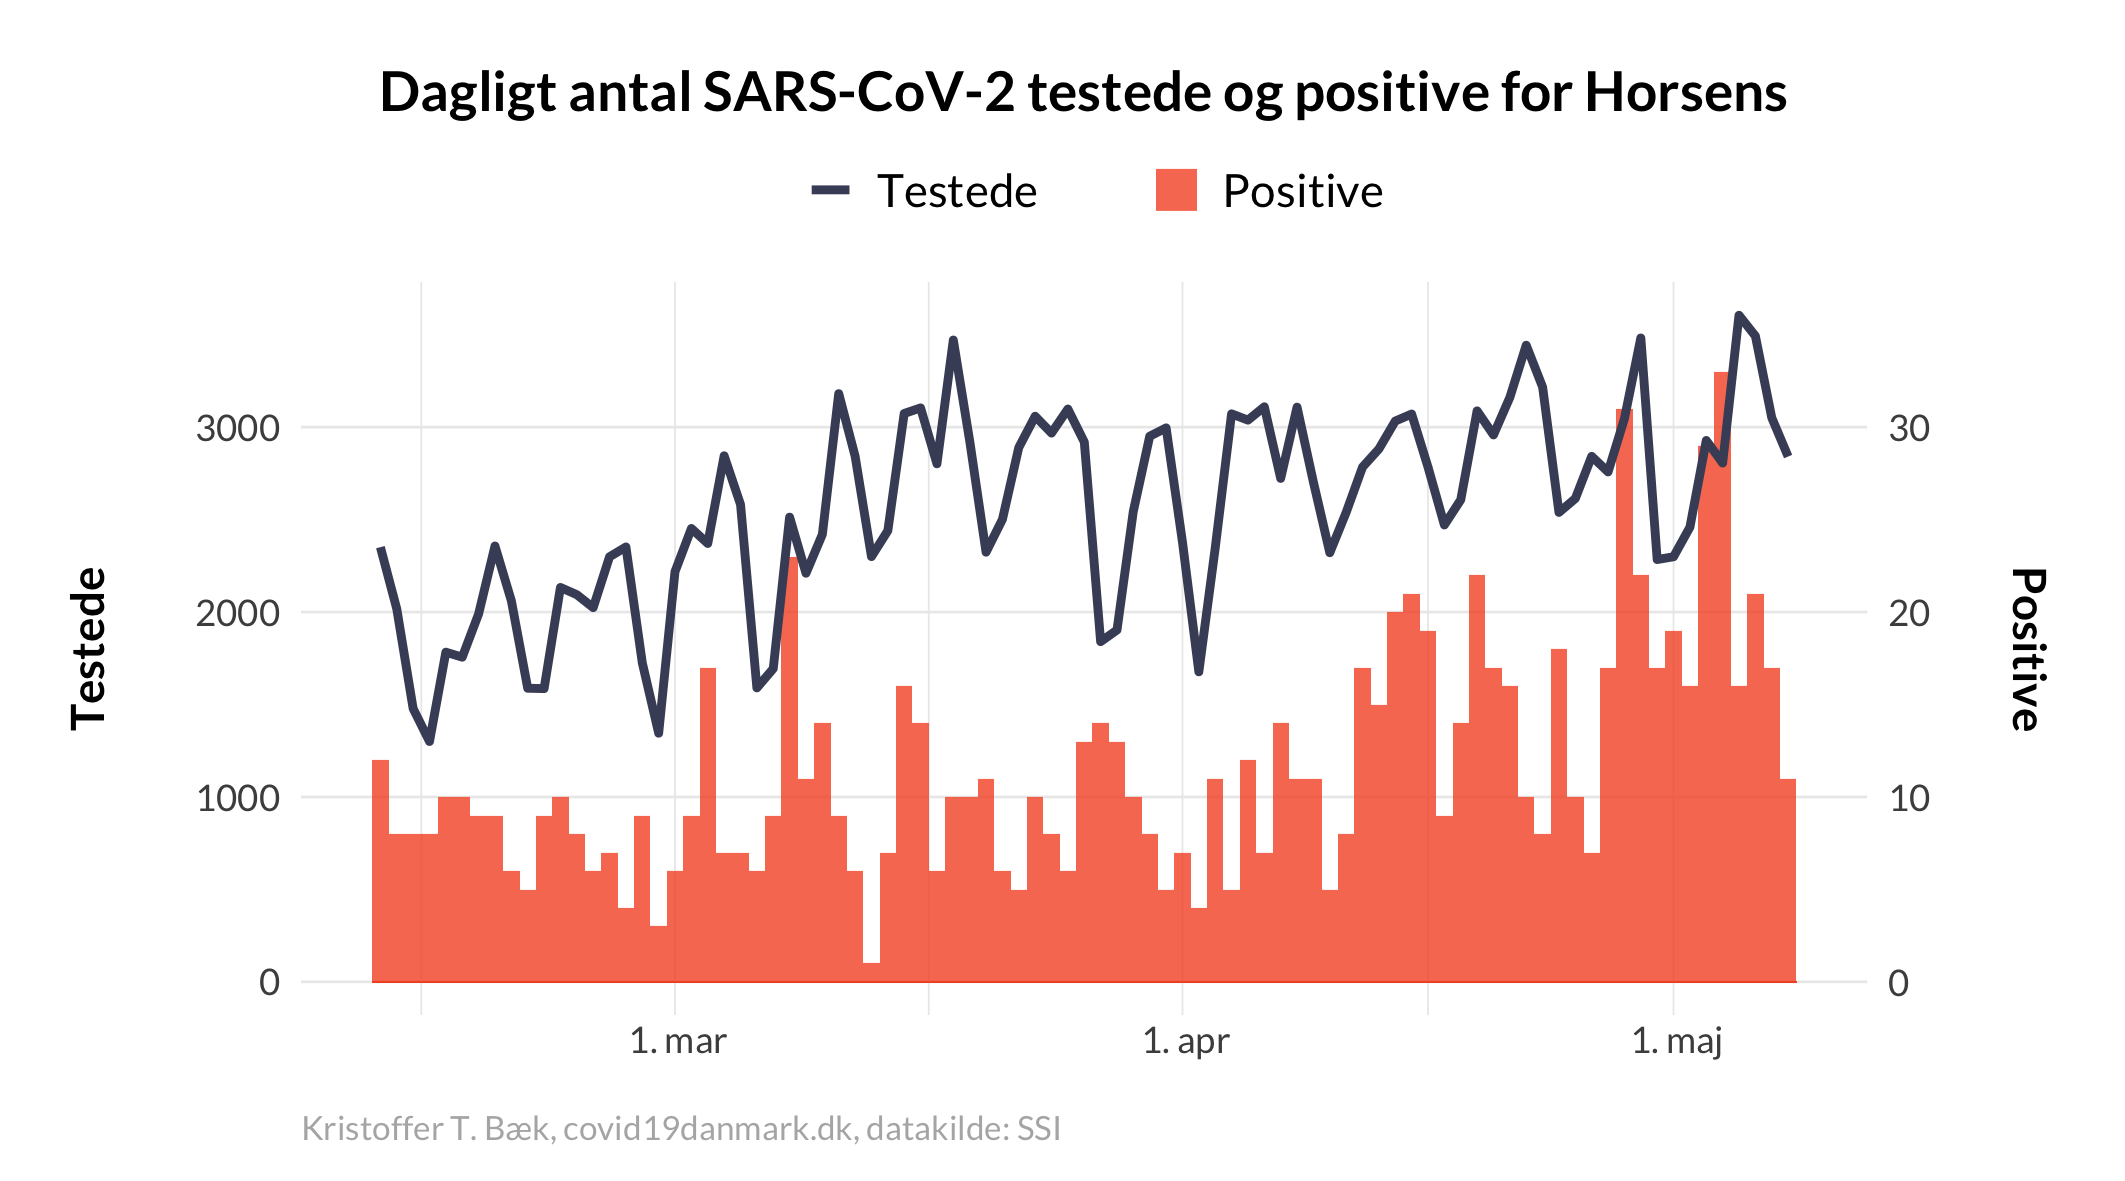 Dagligt antal SARS-CoV-2 testede og positive for Horsens
Testede
Positive
3000
2000
1000
0
30
20
10
0
Testede
Positive
1. mar
1. apr
1. maj
Kristoffer T. Bæk, covid19danmark.dk, datakilde: SSI